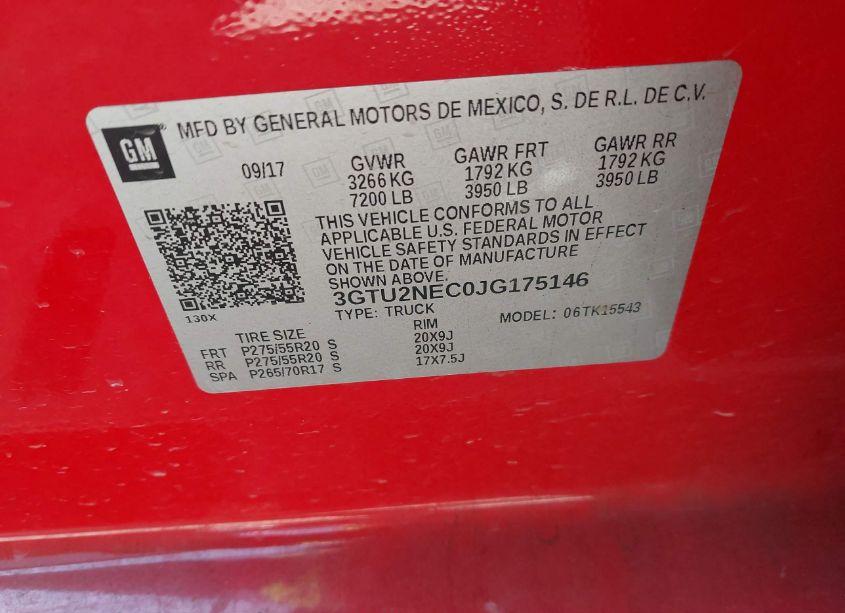 GM ® MFD BY GENERAL MOTORS DE MEXICO, S. DE R.L. DE C.V.
09/17 GVWR GAWR FRT GAWR RR
3266 KG 1792 KG 1792 KG
7200 LB 3950 LB 3950 LB
THIS VEHICLE CONFORMS TO ALL
APPLICABLE U.S. FEDERAL MOTOR
VEHICLE SAFETY STANDARDS IN EFFECT
ON THE DATE OF MANUFACTURE
SHOWN ABOVE.
3GTU2NEC0JG175146
130X TYPE: TRUCK MODEL: 06TK15543
TIRE SIZE RIM
FRT P275/55R20 S 20X9J
RR P275/55R20 S 20X9J
SPA P265/70R17 S 17X7.5J